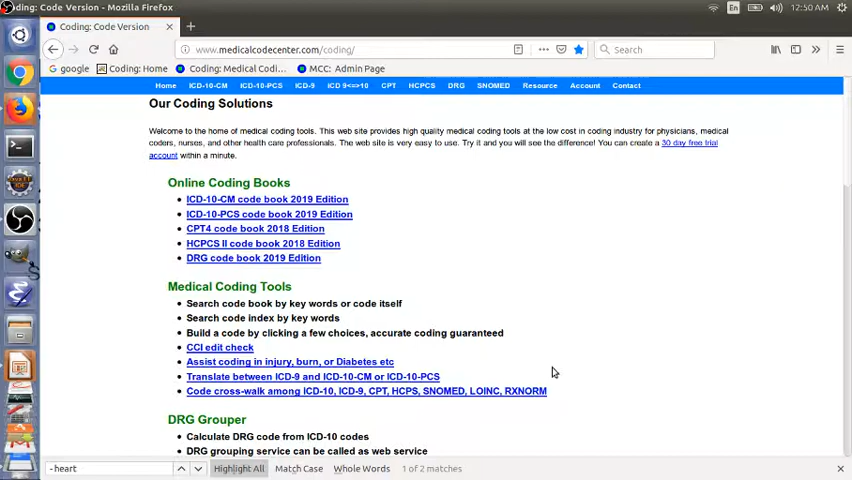 ding: Code Version - Mozilla Firefox
En
12:50 AM
Coding: Code Version
www.medicalcodecenter.com/coding/
Search
google
Coding: Home
Coding: Medical Codi...
MCC: Admin Page
Home ICD-10-CM ICD-10-PCS ICD-9 ICD 9<=>10 CPT HCPCS DRG SNOMED Resource Account Contact
Our Coding Solutions
Welcome to the home of medical coding tools. This web site provides high quality medical coding tools at the low cost in coding industry for physicians, medical
coders, nurses, and other health care professionals. The web site is very easy to use. Try it and you will see the difference! You can create a 30 day free trial
account within a minute.
Online Coding Books
ICD-10-CM code book 2019 Edition
ICD-10-PCS code book 2019 Edition
CPT4 code book 2018 Edition
HCPCS II code book 2018 Edition
DRG code book 2019 Edition
Medical Coding Tools
Search code book by key words or code itself
Search code index by key words
Build a code by clicking a few choices, accurate coding guaranteed
CCI edit check
Assist coding in injury, burn, or Diabetes etc
Translate between ICD-9 and ICD-10-CM or ICD-10-PCS
Code cross-walk among ICD-10, ICD-9, CPT, HCPS, SNOMED, LOINC, RXNORM
DRG Grouper
Calculate DRG code from ICD-10 codes
DRG grouping service can be called as web service
-heart
Highlight All
Match Case
Whole Words
1 of 2 matches